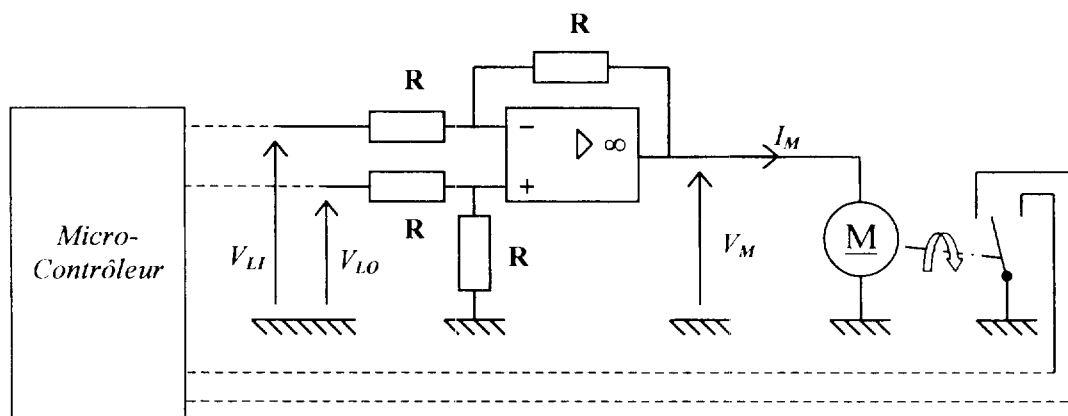 R
R
− ▷ ∞
I_M
+
R
Micro-
Contrôleur
V_LI
V_LO
R
V_M
M